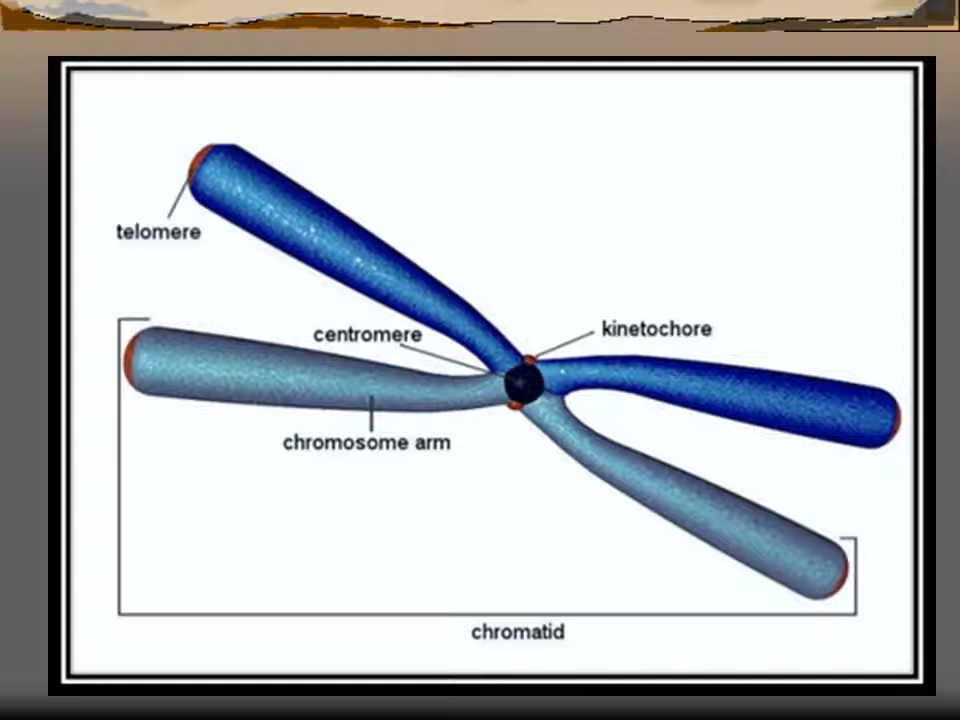 telomere
centromere
kinetochore
chromosome arm
chromatid